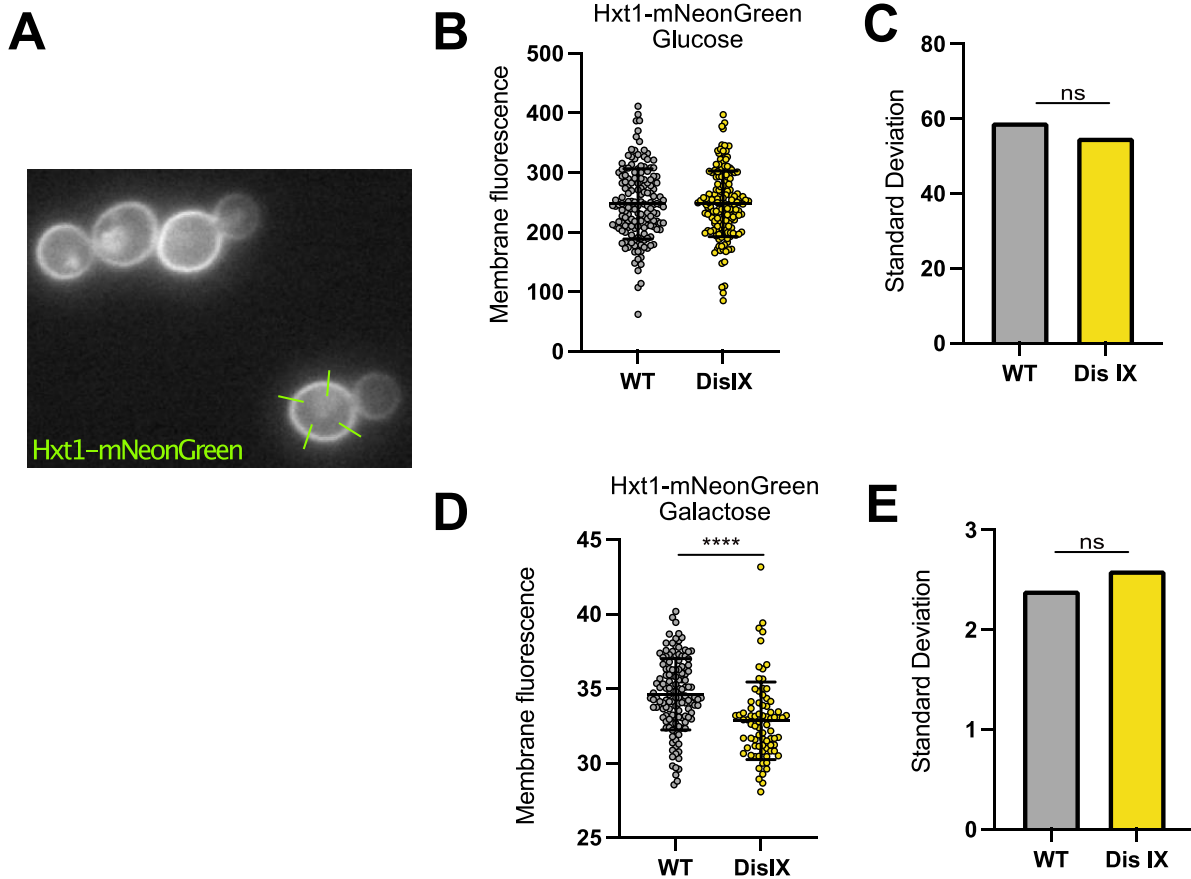 A
Hxt1-mNeonGreen
B
Hxt1-mNeonGreen
Glucose
Membrane fluorescence
500
400
300
200
100
0
WT
DisIX
C
Standard Deviation
80
60
40
20
0
ns
WT
Dis IX
D
Hxt1-mNeonGreen
Galactose
Membrane fluorescence
45
40
35
30
25
****
WT
DisIX
E
Standard Deviation
3
2
1
0
ns
WT
Dis IX